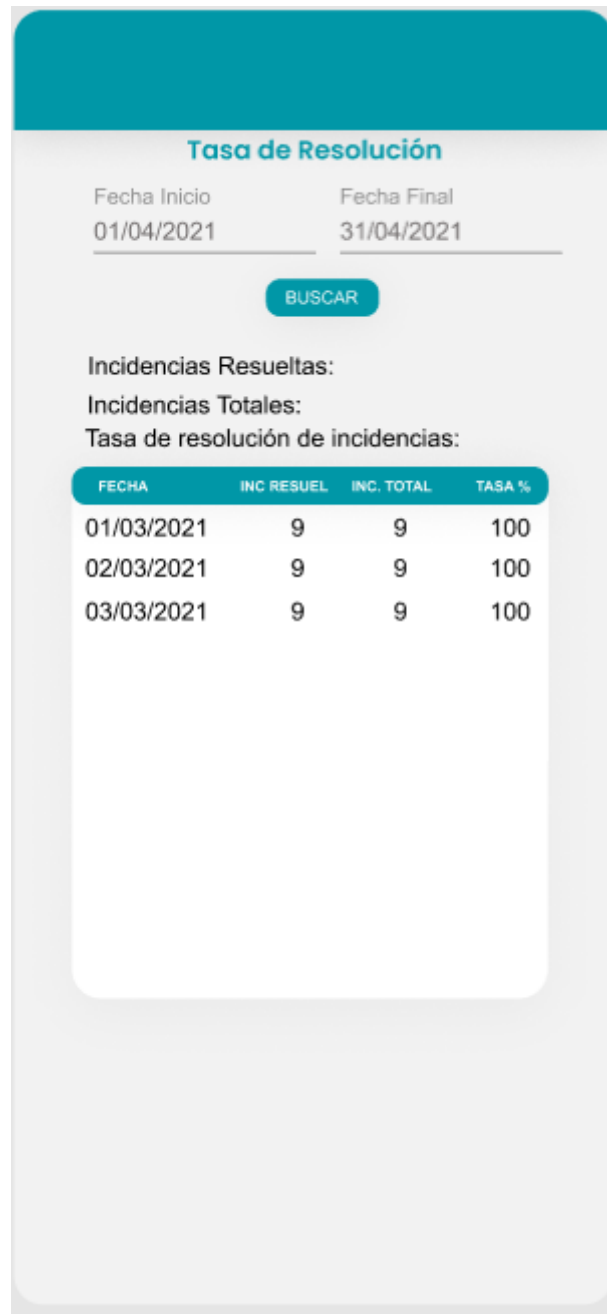 Tasa de Resolución
Fecha Inicio Fecha Final
01/04/2021 31/04/2021
BUSCAR
Incidencias Resueltas:
Incidencias Totales:
Tasa de resolución de incidencias:
FECHA INC RESUEL INC. TOTAL TASA %
01/03/2021 9 9 100
02/03/2021 9 9 100
03/03/2021 9 9 100